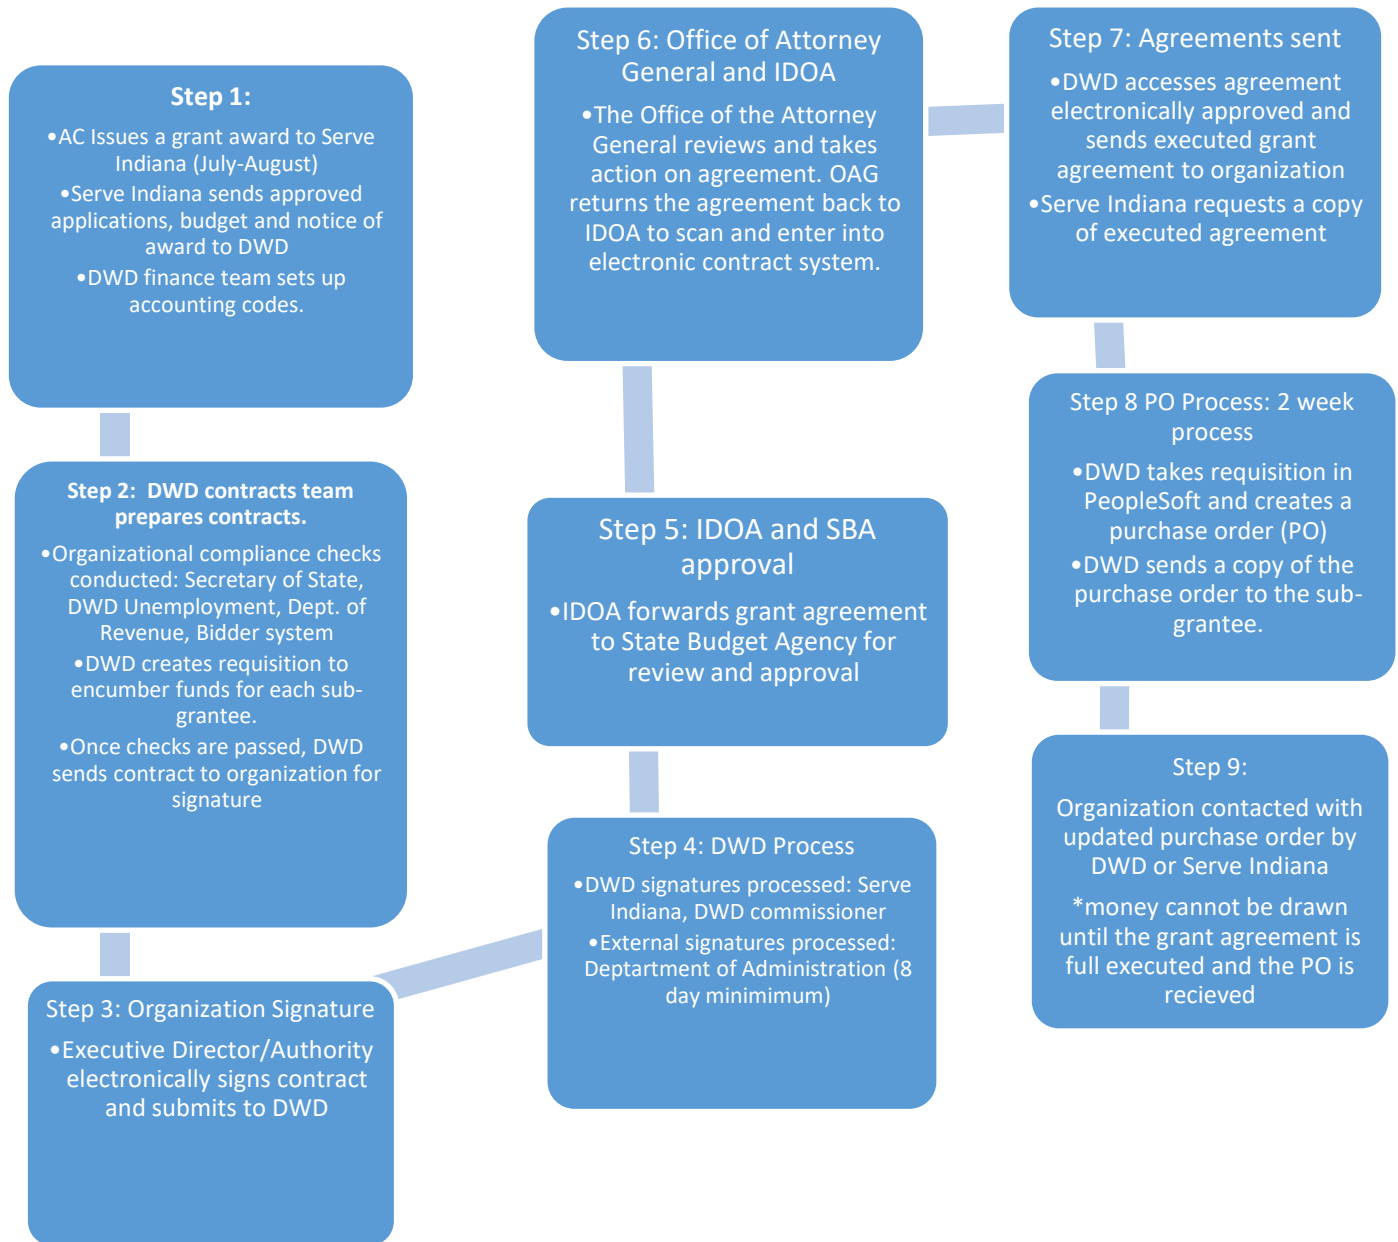 Step 1:
•AC Issues a grant award to Serve
Indiana (July-August)
•Serve Indiana sends approved
applications, budget and notice of
award to DWD
•DWD finance team sets up
accounting codes.
Step 2:  DWD contracts team
prepares contracts.
•Organizational compliance checks
conducted: Secretary of State,
DWD Unemployment, Dept. of
Revenue, Bidder system
•DWD creates requisition to
encumber funds for each sub-
grantee.
•Once checks are passed, DWD
sends contract to organization for
signature
Step 3: Organization Signature
•Executive Director/Authority
electronically signs contract
and submits to DWD
Step 4: DWD Process
•DWD signatures processed: Serve
Indiana, DWD commissioner
•External signatures processed:
Deptartment of Administration (8
day minimimum)
Step 5: IDOA and SBA
approval
•IDOA forwards grant agreement
to State Budget Agency for
review and approval
Step 6: Office of Attorney
General and IDOA
•The Office of the Attorney
General reviews and takes
action on agreement. OAG
returns the agreement back to
IDOA to scan and enter into
electronic contract system.
Step 7: Agreements sent
•DWD accesses agreement
electronically approved and
sends executed grant
agreement to organization
•Serve Indiana requests a copy
of executed agreement
Step 8 PO Process: 2 week
process
•DWD takes requisition in
PeopleSoft and creates a
purchase order (PO)
•DWD sends a copy of the
purchase order to the sub-
grantee.
Step 9:
Organization contacted with
updated purchase order by
DWD or Serve Indiana
*money cannot be drawn
until the grant agreement is
full executed and the PO is
recieved